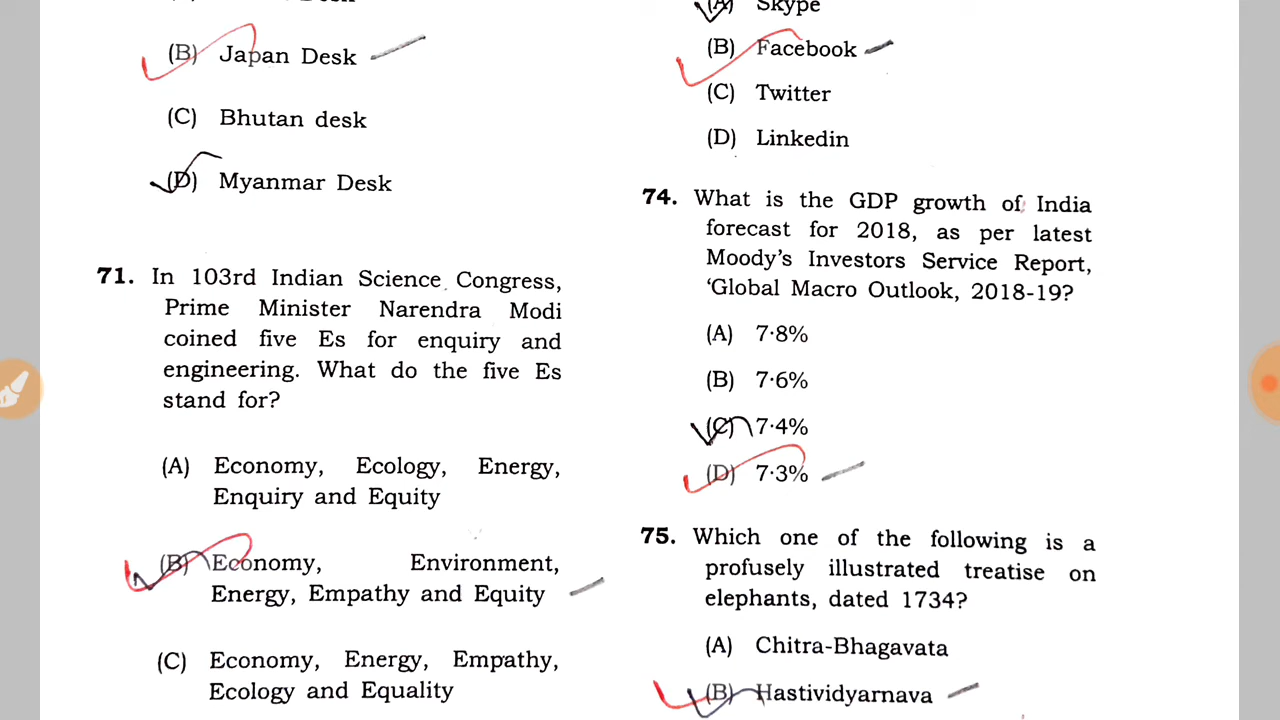 (B) Japan Desk
(C) Bhutan desk
(D) Myanmar Desk
71. In 103rd Indian Science Congress,
Prime Minister Narendra Modi
coined five Es for enquiry and
engineering. What do the five Es
stand for?
(A) Economy, Ecology, Energy,
Enquiry and Equity
(B) Economy, Environment,
Energy, Empathy and Equity
(C) Economy, Energy, Empathy,
Ecology and Equality
(A) Skype
(B) Facebook
(C) Twitter
(D) Linkedin
74. What is the GDP growth of India
forecast for 2018, as per latest
Moody's Investors Service Report,
‘Global Macro Outlook, 2018-19?
(A) 7·8%
(B) 7·6%
(C) 7·4%
(D) 7·3%
75. Which one of the following is a
profusely illustrated treatise on
elephants, dated 1734?
(A) Chitra-Bhagavata
(B) Hastividyarnava